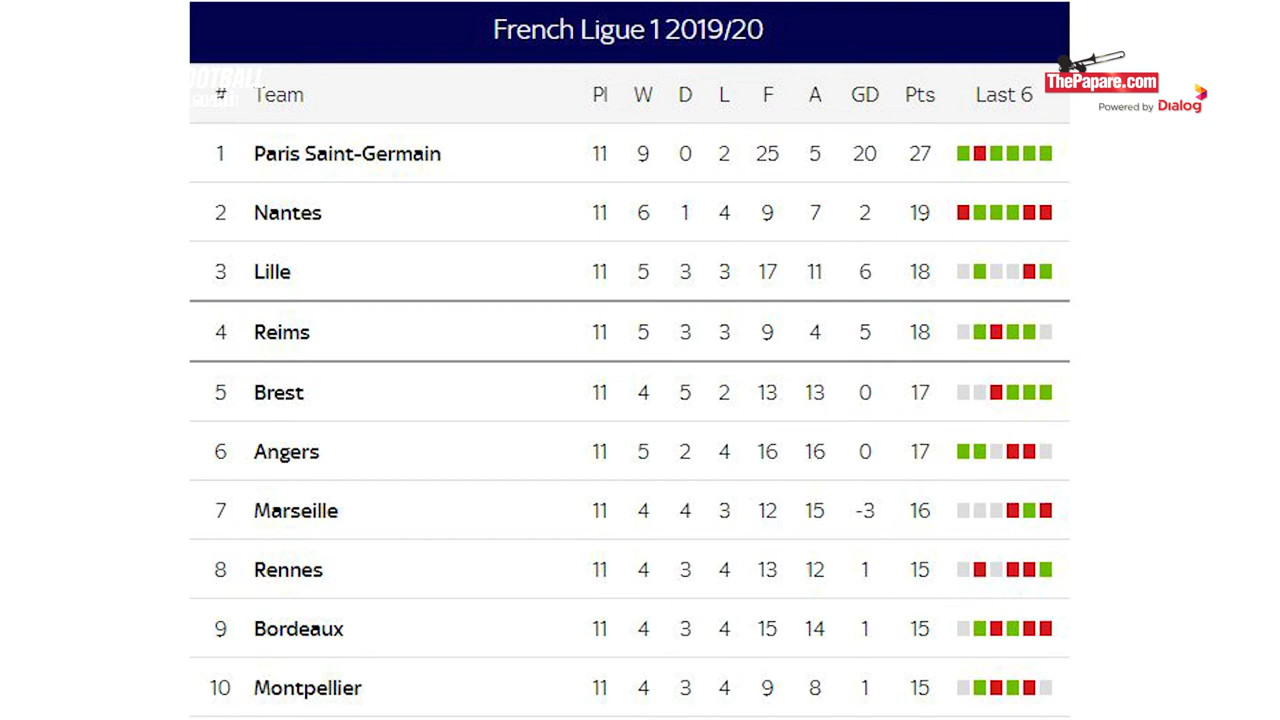 French Ligue 1 2019/20
FOOTBALL
ThePapare.com
Powered by Dialog
# Team Pl W D L F A GD Pts Last 6
1 Paris Saint-Germain 11 9 0 2 25 5 20 27
2 Nantes 11 6 1 4 9 7 2 19
3 Lille 11 5 3 3 17 11 6 18
4 Reims 11 5 3 3 9 4 5 18
5 Brest 11 4 5 2 13 13 0 17
6 Angers 11 5 2 4 16 16 0 17
7 Marseille 11 4 4 3 12 15 -3 16
8 Rennes 11 4 3 4 13 12 1 15
9 Bordeaux 11 4 3 4 15 14 1 15
10 Montpellier 11 4 3 4 9 8 1 15